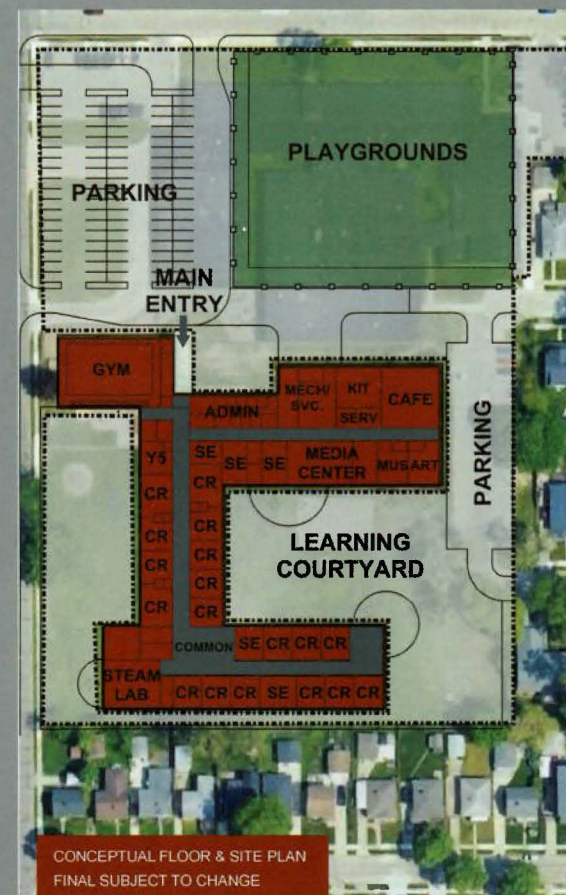 PLAYGROUNDS
PARKING
MAIN
ENTRY
GYM
MECH/
SVC.
KIT
SERV
CAFE
ADMIN
PARKING
Y5
SE
SE
SE
MEDIA
CENTER
MUS
ART
CR
CR
CR
CR
LEARNING
COURTYARD
CR
CR
CR
CR
CR
COMMON
SE
CR
CR
CR
STEAM
LAB
CR
CR
CR
SE
CR
CR
CR
CONCEPTUAL FLOOR & SITE PLAN
FINAL SUBJECT TO CHANGE